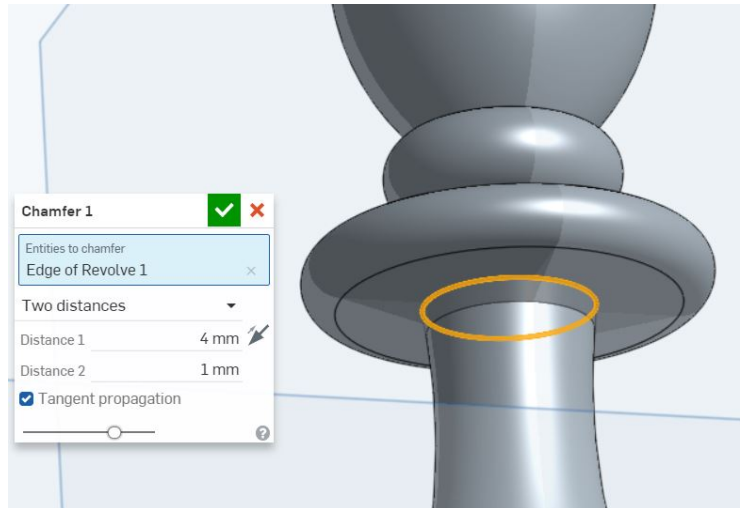 Chamfer 1
Entities to chamfer
Edge of Revolve 1
Two distances
Distance 1 4 mm
Distance 2 1 mm
Tangent propagation